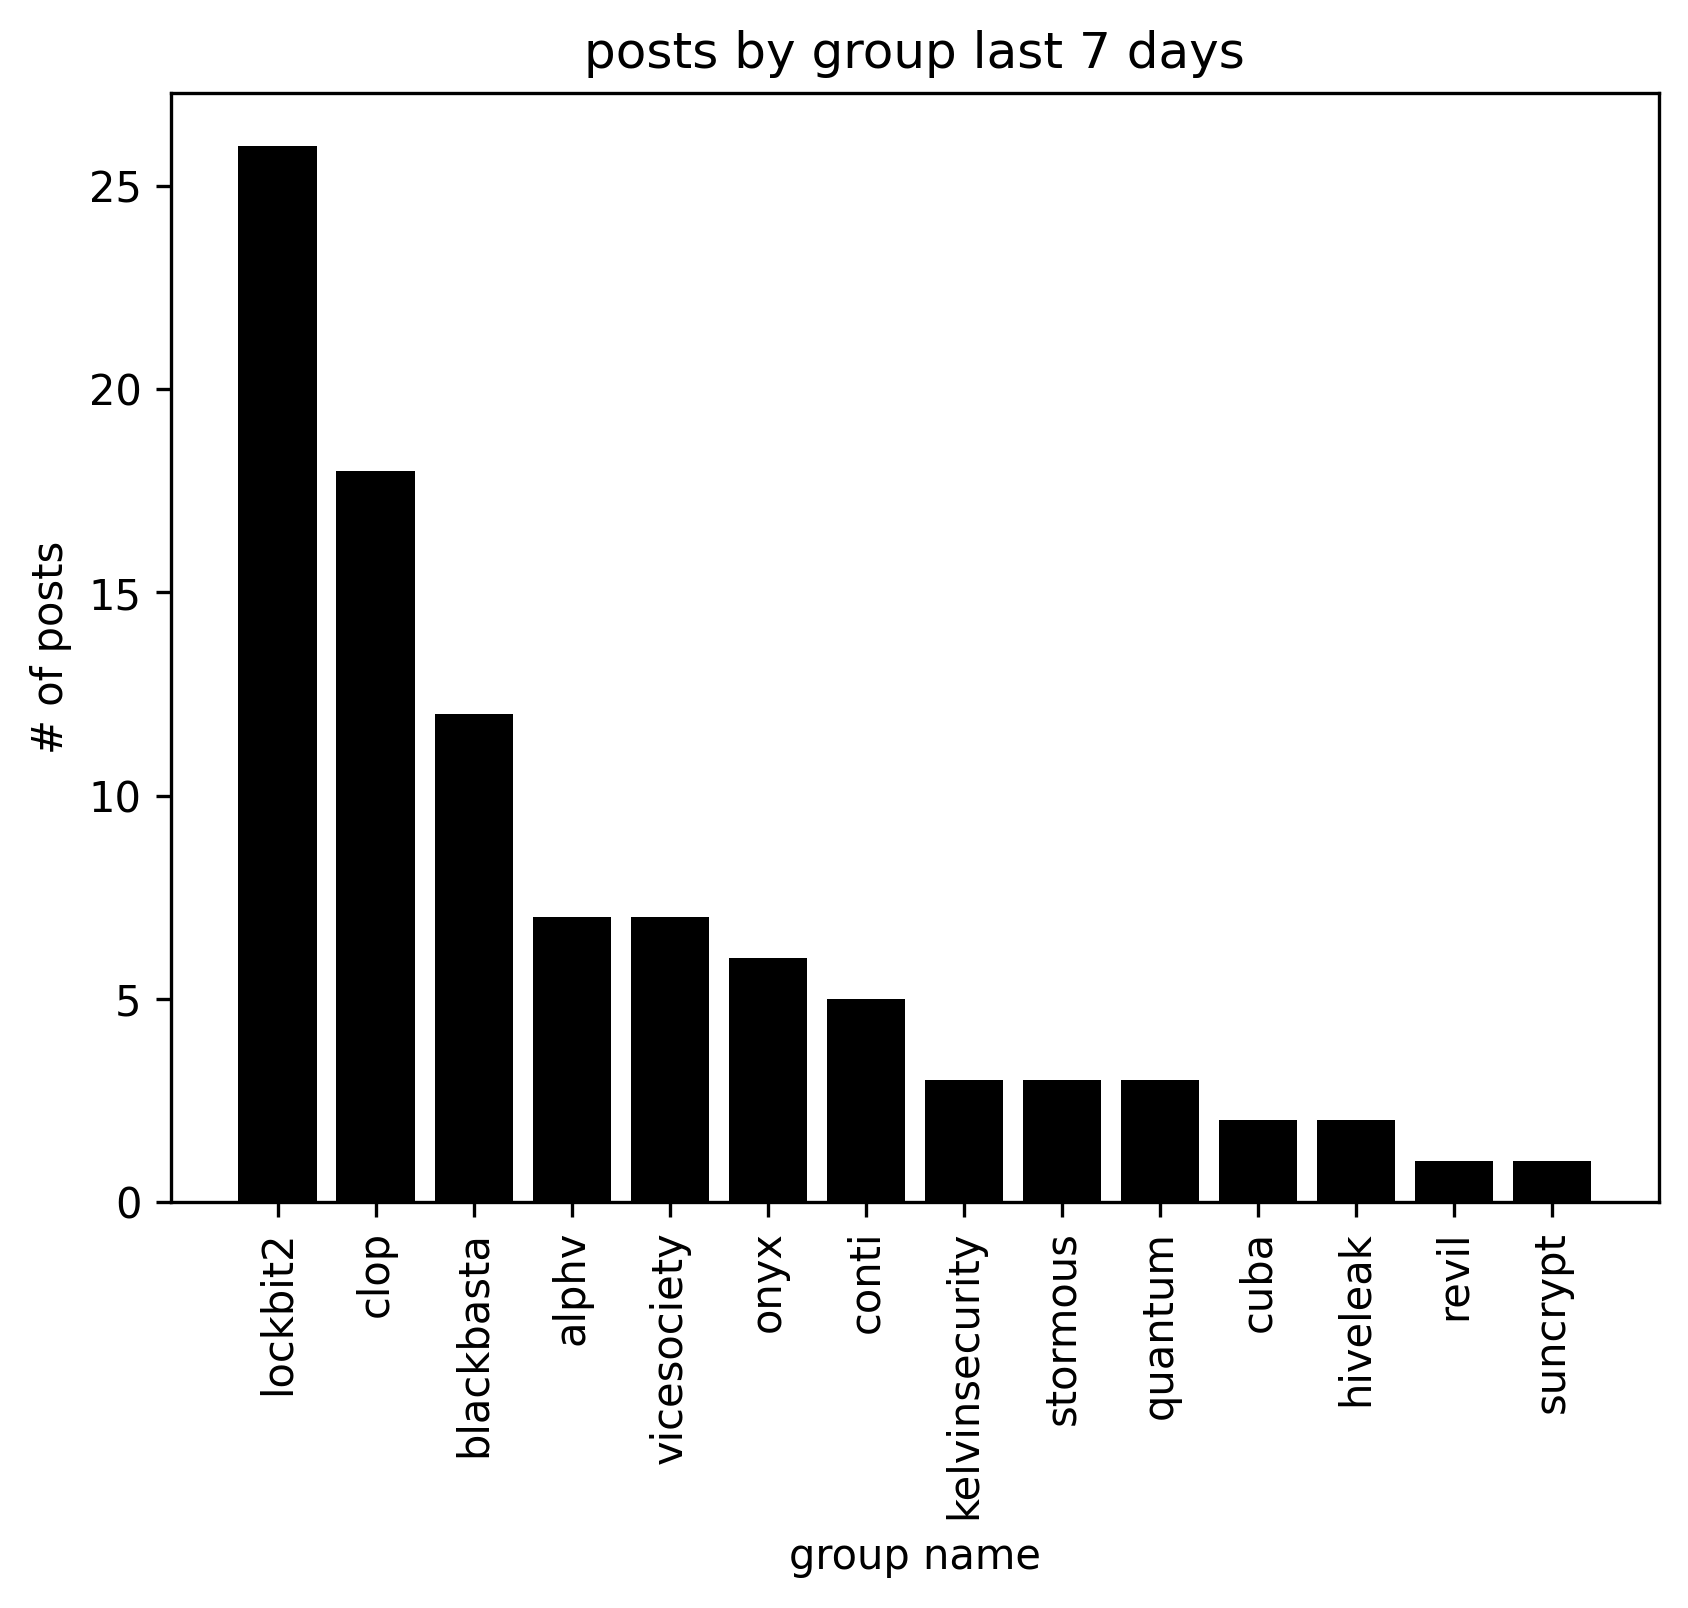 posts by group last 7 days
# of posts
25
20
15
10
5
0
lockbit2
clop
blackbasta
alphv
vicesociety
onyx
conti
kelvinsecurity
stormous
quantum
cuba
hiveleak
revil
suncrypt
group name